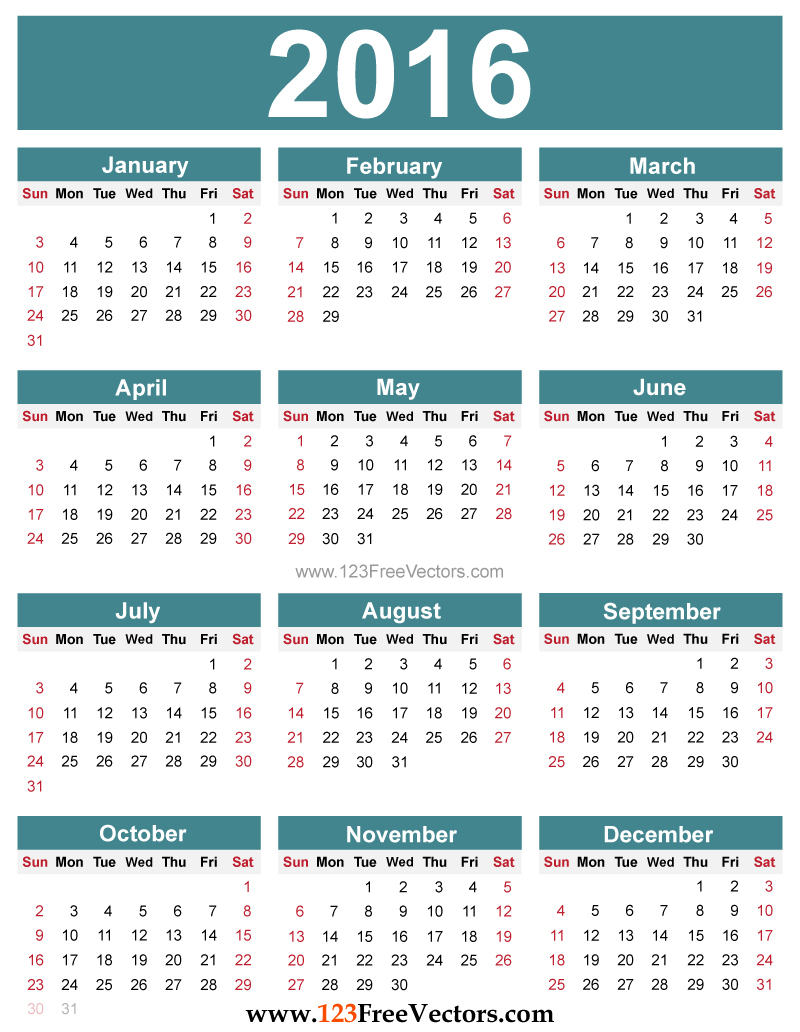 2016
January February March
Sun Mon Tue Wed Thu Fri Sat Sun Mon Tue Wed Thu Fri Sat Sun Mon Tue Wed Thu Fri Sat
1 2 1 2 3 4 5 6 1 2 3 4 5
3 4 5 6 7 8 9 7 8 9 10 11 12 13 6 7 8 9 10 11 12
10 11 12 13 14 15 16 14 15 16 17 18 19 20 13 14 15 16 17 18 19
17 18 19 20 21 22 23 21 22 23 24 25 26 27 20 21 22 23 24 25 26
24 25 26 27 28 29 30 28 29 27 28 29 30 31
31
April May June
Sun Mon Tue Wed Thu Fri Sat Sun Mon Tue Wed Thu Fri Sat Sun Mon Tue Wed Thu Fri Sat
1 2 1 2 3 4 5 6 7 1 2 3 4
3 4 5 6 7 8 9 8 9 10 11 12 13 14 5 6 7 8 9 10 11
10 11 12 13 14 15 16 15 16 17 18 19 20 21 12 13 14 15 16 17 18
17 18 19 20 21 22 23 22 23 24 25 26 27 28 19 20 21 22 23 24 25
24 25 26 27 28 29 30 29 30 31 26 27 28 29 30
www.123FreeVectors.com
July August September
Sun Mon Tue Wed Thu Fri Sat Sun Mon Tue Wed Thu Fri Sat Sun Mon Tue Wed Thu Fri Sat
1 2 1 2 3 4 5 6 1 2 3
3 4 5 6 7 8 9 7 8 9 10 11 12 13 4 5 6 7 8 9 10
10 11 12 13 14 15 16 14 15 16 17 18 19 20 11 12 13 14 15 16 17
17 18 19 20 21 22 23 21 22 23 24 25 26 27 18 19 20 21 22 23 24
24 25 26 27 28 29 30 28 29 30 31 25 26 27 28 29 30
31
October November December
Sun Mon Tue Wed Thu Fri Sat Sun Mon Tue Wed Thu Fri Sat Sun Mon Tue Wed Thu Fri Sat
1 1 2 3 4 5 1 2 3
2 3 4 5 6 7 8 6 7 8 9 10 11 12 4 5 6 7 8 9 10
9 10 11 12 13 14 15 13 14 15 16 17 18 19 11 12 13 14 15 16 17
16 17 18 19 20 21 22 20 21 22 23 24 25 26 18 19 20 21 22 23 24
23 24 25 26 27 28 29 27 28 29 30 25 26 27 28 29 30 31
30 31
www.123FreeVectors.com